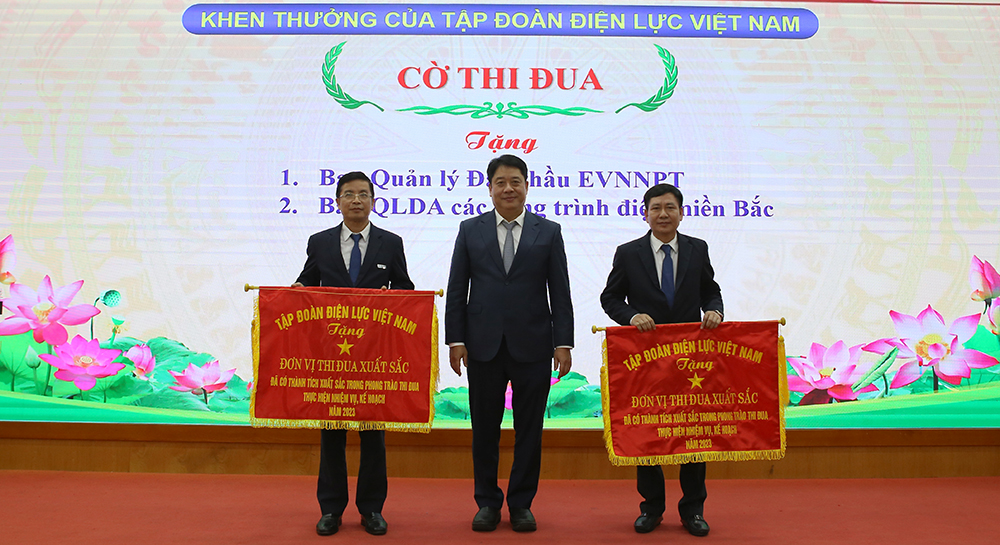 KHEN THƯỞNG CỦA TẬP ĐOÀN ĐIỆN LỰC VIỆT NAM
CỜ THI ĐUA
Tặng
1. Quản lý EVNNPT
2. QLDA các trình miền Bắc
TẬP ĐOÀN ĐIỆN LỰC VIỆT NAM
Tặng
ĐƠN VỊ THI ĐUA XUẤT SẮC
ĐÃ CÓ THÀNH TÍCH XUẤT SẮC TRONG PHONG TRÀO THI ĐUA
THỰC HIỆN NHIỆM VỤ, KẾ HOẠCH
NĂM 2023
TẬP ĐOÀN ĐIỆN LỰC VIỆT NAM
Tặng
ĐƠN VỊ THI ĐUA XUẤT SẮC
ĐÃ CÓ THÀNH TÍCH XUẤT SẮC TRONG PHONG TRÀO THI ĐUA
THỰC HIỆN NHIỆM VỤ, KẾ HOẠCH
NĂM 2023